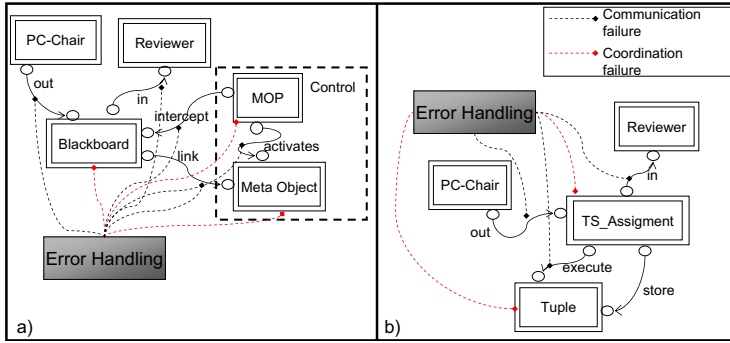 PC-Chair
Reviewer
out
in
Control
MOP
intercept
Blackboard
activates
link
Meta Object
Error Handling
a)
Communication
failure
Coordination
failure
Error Handling
Reviewer
PC-Chair
in
out
TS_Assigment
execute
store
Tuple
b)